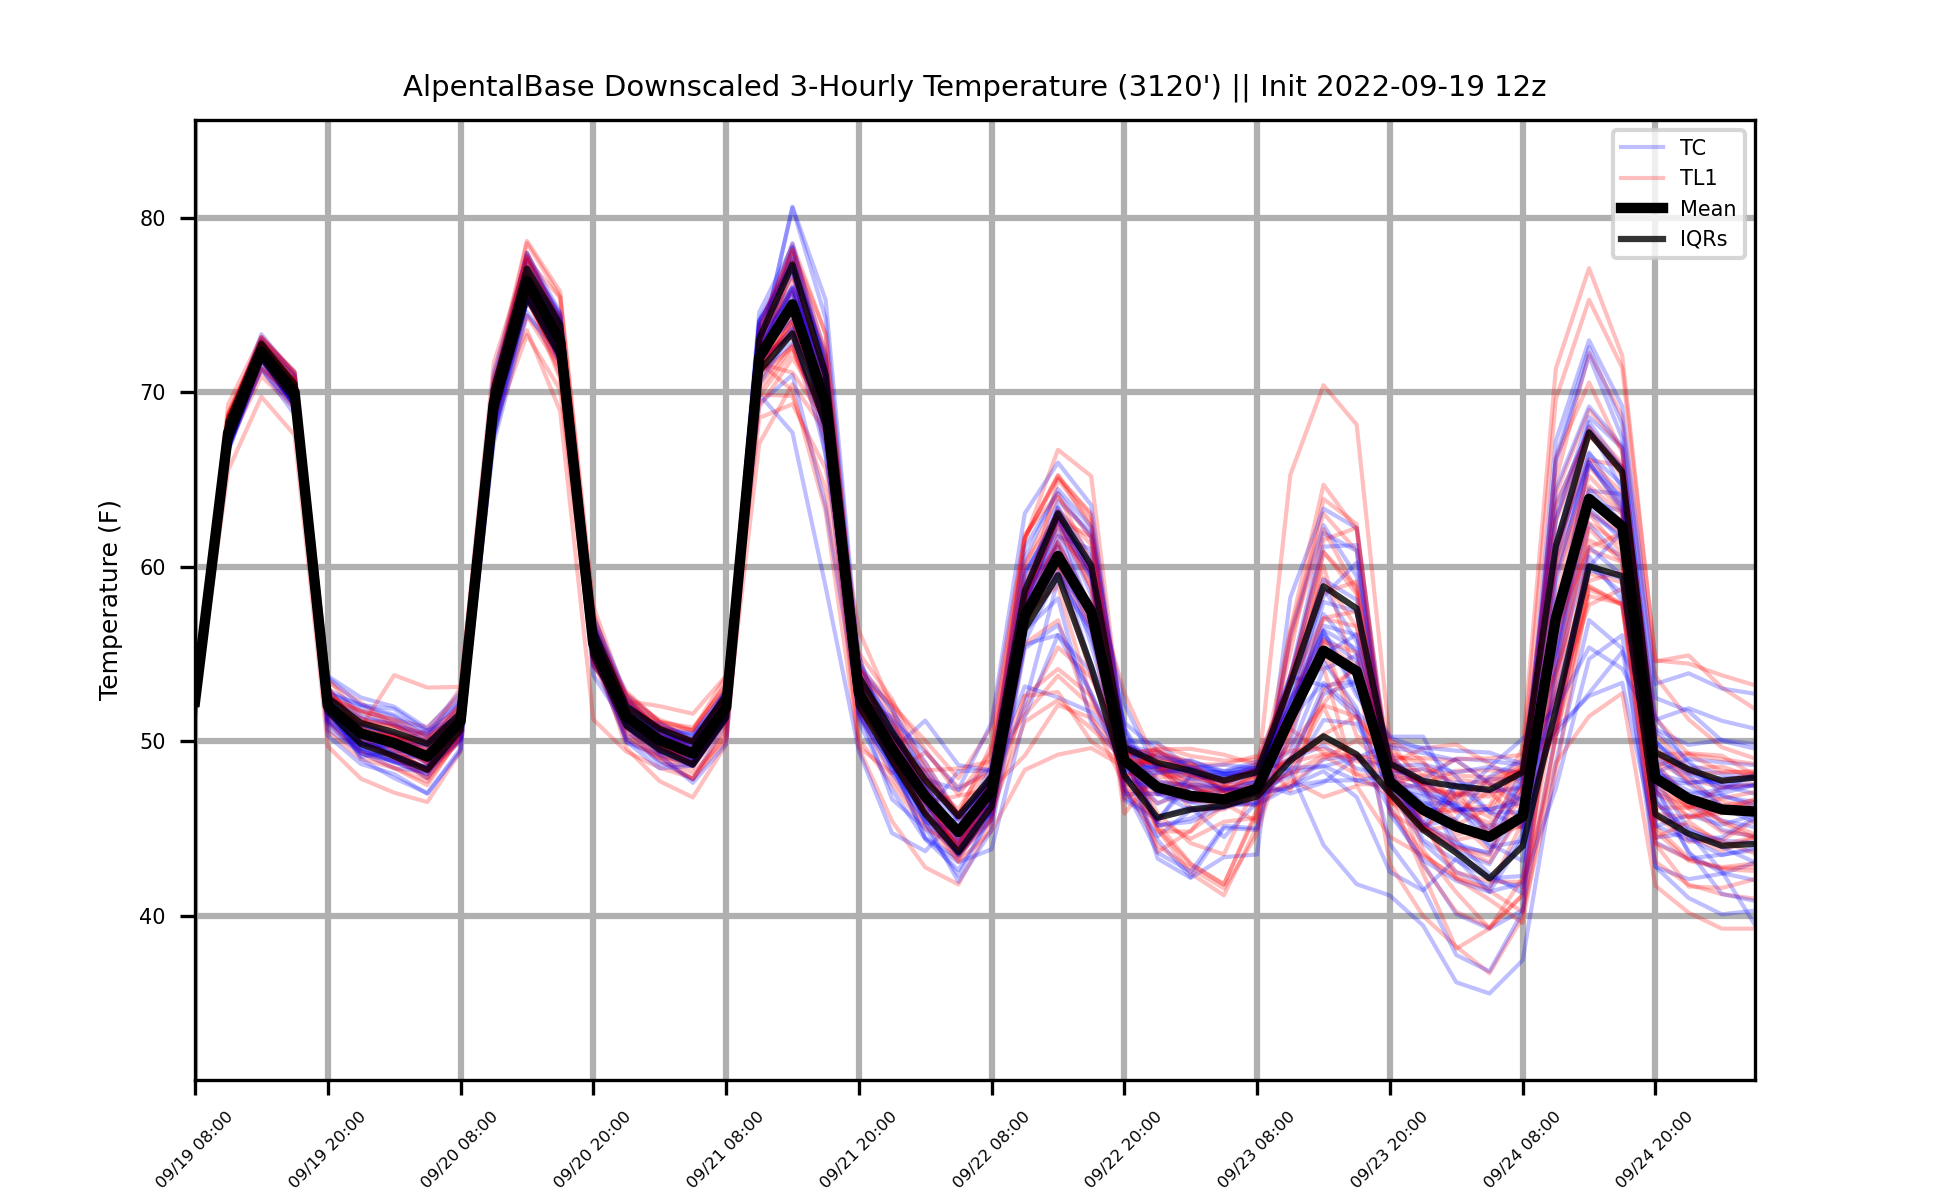 AlpentalBase Downscaled 3-Hourly Temperature (3120') || Init 2022-09-19 12z
TC
TL1
Mean
IQRs
Temperature (F)
80
70
60
50
40
09/19 08:00
09/19 20:00
09/20 08:00
09/20 20:00
09/21 08:00
09/21 20:00
09/22 08:00
09/22 20:00
09/23 08:00
09/23 20:00
09/24 08:00
09/24 20:00